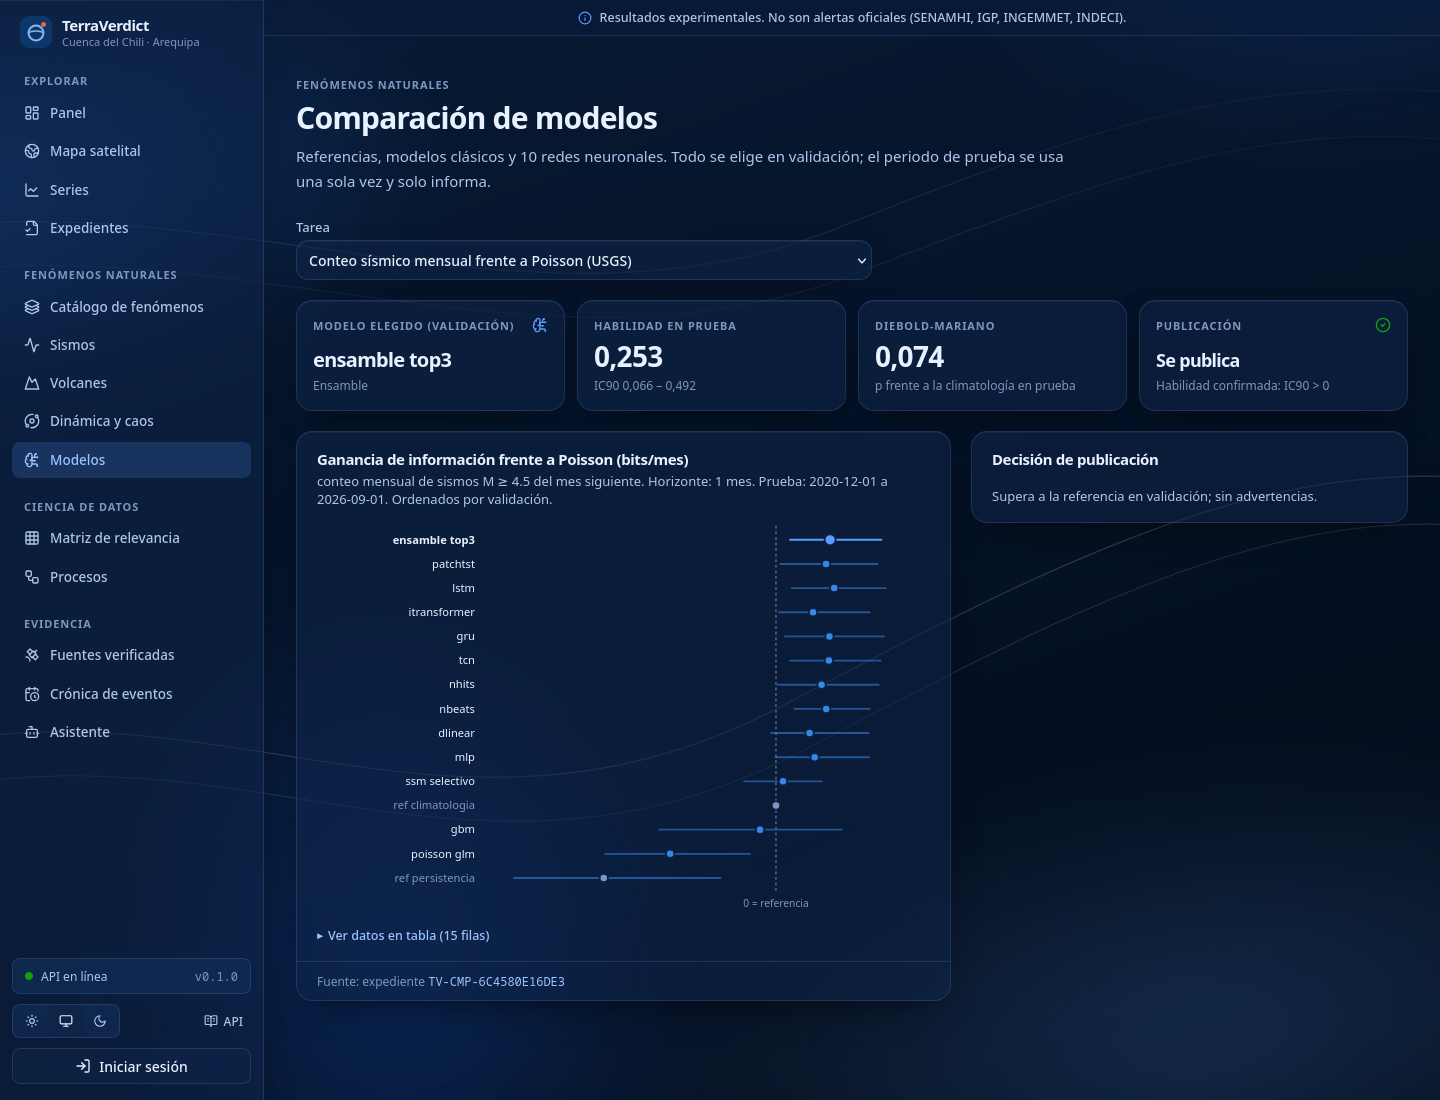 TerraVerdict
Cuenca del Chili · Arequipa
EXPLORAR
Panel
Mapa satelital
Series
Expedientes
FENÓMENOS NATURALES
Catálogo de fenómenos
Sismos
Volcanes
Dinámica y caos
Modelos
CIENCIA DE DATOS
Matriz de relevancia
Procesos
EVIDENCIA
Fuentes verificadas
Crónica de eventos
Asistente
API en línea v0.1.0
API
Iniciar sesión
Resultados experimentales. No son alertas oficiales (SENAMHI, IGP, INGEMMET, INDECI).
FENÓMENOS NATURALES
Comparación de modelos
Referencias, modelos clásicos y 10 redes neuronales. Todo se elige en validación; el periodo de prueba se usa
una sola vez y solo informa.
Tarea
Conteo sísmico mensual frente a Poisson (USGS)
MODELO ELEGIDO (VALIDACIÓN)
ensamble top3
Ensamble
HABILIDAD EN PRUEBA
0,253
IC90 0,066 – 0,492
DIEBOLD-MARIANO
0,074
p frente a la climatología en prueba
PUBLICACIÓN
Se publica
Habilidad confirmada: IC90 > 0
Ganancia de información frente a Poisson (bits/mes)
conteo mensual de sismos M ≥ 4.5 del mes siguiente. Horizonte: 1 mes. Prueba: 2020-12-01 a
2026-09-01. Ordenados por validación.
ensamble top3
patchtst
lstm
itransformer
gru
tcn
nhits
nbeats
dlinear
mlp
ssm selectivo
ref climatologia
gbm
poisson glm
ref persistencia
0 = referencia
▸ Ver datos en tabla (15 filas)
Fuente: expediente TV-CMP-6C4580E16DE3
Decisión de publicación
Supera a la referencia en validación; sin advertencias.